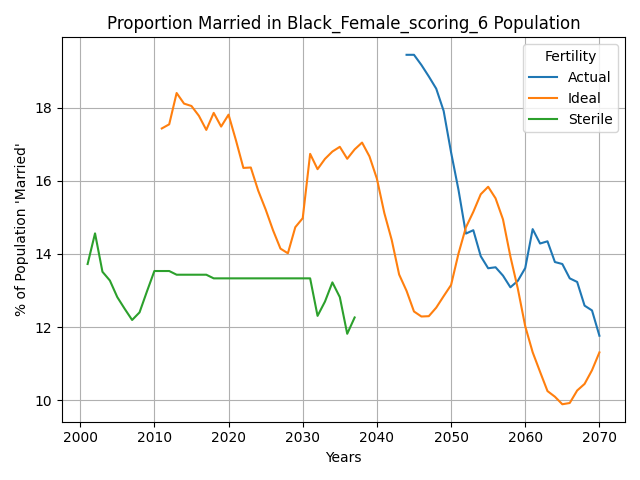 Proportion Married in Black_Female_scoring_6 Population
% of Population 'Married'
18
16
14
12
10
Fertility
Actual
Ideal
Sterile
2000 2010 2020 2030 2040 2050 2060 2070
Years